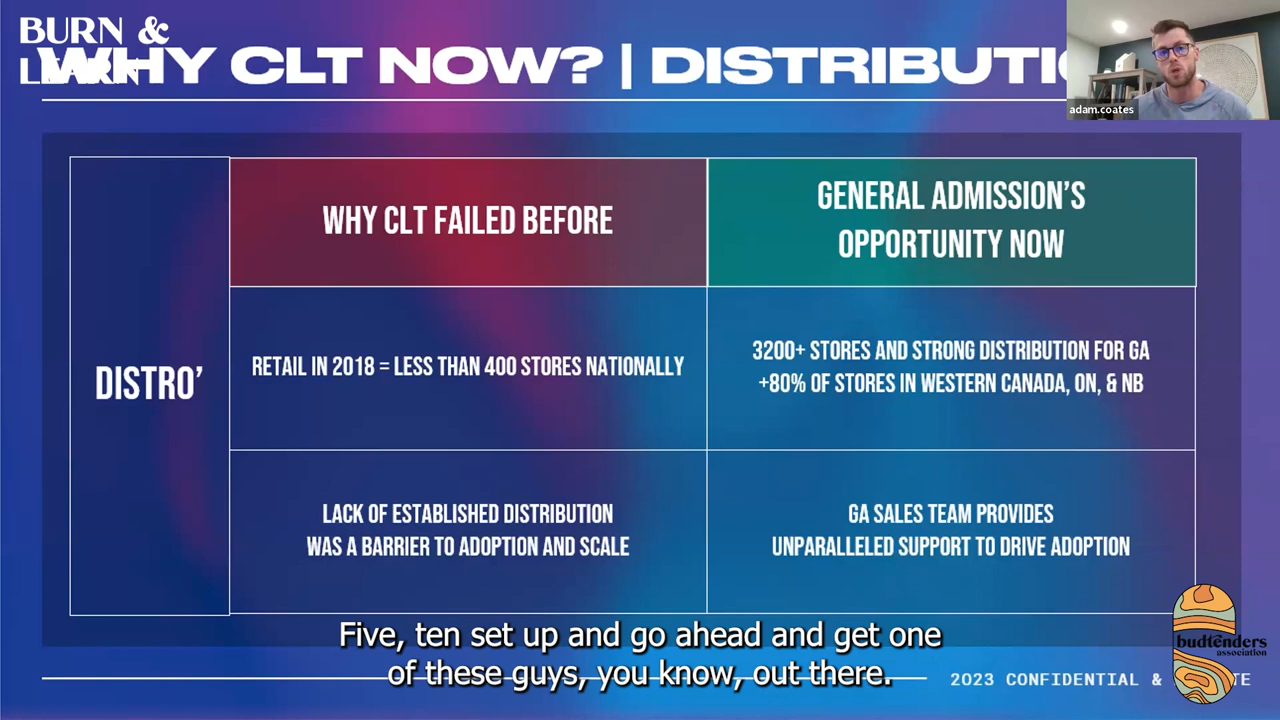 BURN &
LEARN
WHY CLT NOW? | DISTRIBUTI
adam.coates
WHY CLT FAILED BEFORE
GENERAL ADMISSION'S
OPPORTUNITY NOW
DISTRO'
RETAIL IN 2018 = LESS THAN 400 STORES NATIONALLY
3200+ STORES AND STRONG DISTRIBUTION FOR GA
+80% OF STORES IN WESTERN CANADA, ON, & NB
LACK OF ESTABLISHED DISTRIBUTION
WAS A BARRIER TO ADOPTION AND SCALE
GA SALES TEAM PROVIDES
UNPARALLELED SUPPORT TO DRIVE ADOPTION
Five, ten set up and go ahead and get one
of these guys, you know, out there.
2023 CONFIDENTIAL &
budtenders
association